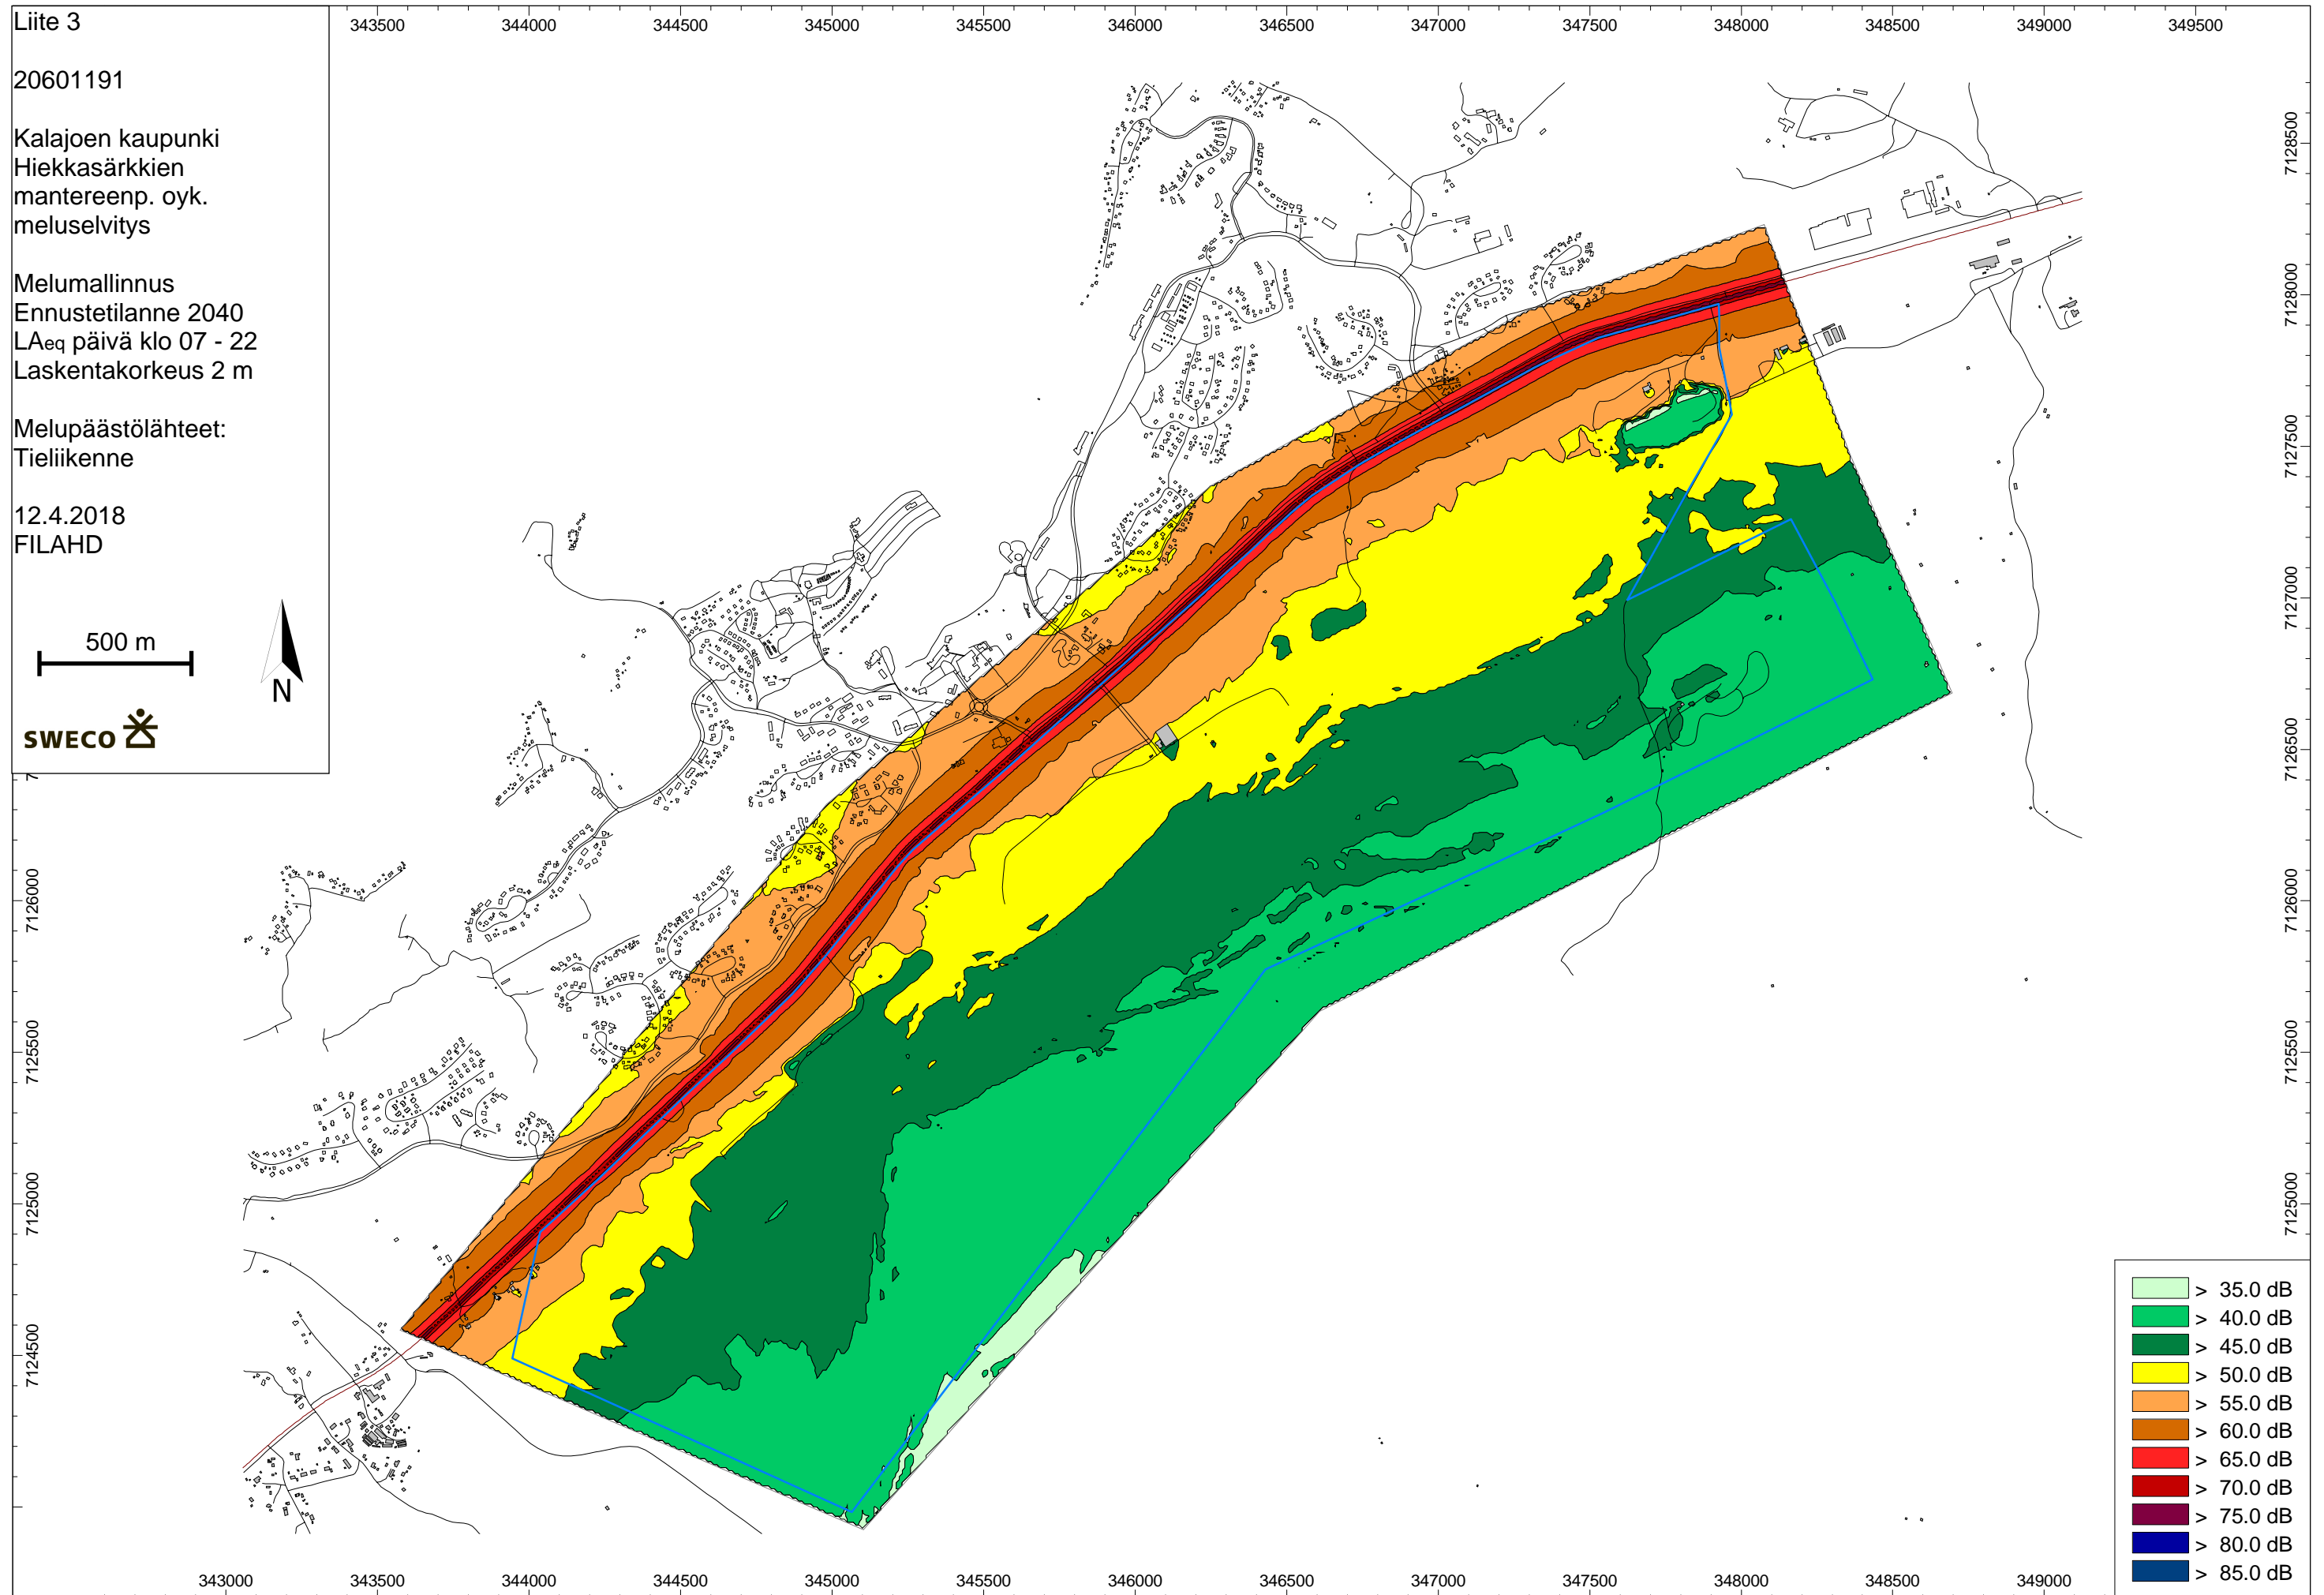 Liite 3
20601191
Kalajoen kaupunki
Hiekkasärkkien
mantereenp. oyk.
meluselvitys
Melumallinnus
Ennustetilanne 2040
LAeq päivä klo 07 - 22
Laskentakorkeus 2 m
Melupäästölähteet:
Tieliikenne
12.4.2018
FILAHD
500 m
N
SWECO
343500 344000 344500 345000 345500 346000 346500 347000 347500 348000 348500 349000 349500
7128500
7128000
7127500
7127000
7126500
7126000
7125500
7125000
7124500
7126000
7125500
7125000
7124500
343000 343500 344000 344500 345000 345500 346000 346500 347000 347500 348000 348500 349000
> 35.0 dB
> 40.0 dB
> 45.0 dB
> 50.0 dB
> 55.0 dB
> 60.0 dB
> 65.0 dB
> 70.0 dB
> 75.0 dB
> 80.0 dB
> 85.0 dB